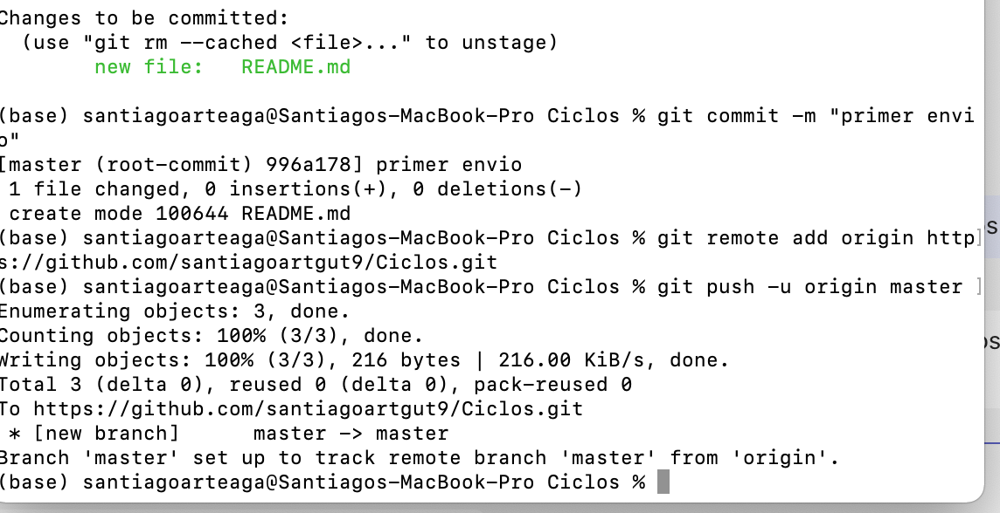 Changes to be committed:
  (use "git rm --cached <file>..." to unstage)
        new file:   README.md

(base) santiagoarteaga@Santiagos-MacBook-Pro Ciclos % git commit -m "primer envi
o"
[master (root-commit) 996a178] primer envio
 1 file changed, 0 insertions(+), 0 deletions(-)
 create mode 100644 README.md
(base) santiagoarteaga@Santiagos-MacBook-Pro Ciclos % git remote add origin http]
s://github.com/santiagoartgut9/Ciclos.git
(base) santiagoarteaga@Santiagos-MacBook-Pro Ciclos % git push -u origin master ]
Enumerating objects: 3, done.
Counting objects: 100% (3/3), done.
Writing objects: 100% (3/3), 216 bytes | 216.00 KiB/s, done.
Total 3 (delta 0), reused 0 (delta 0), pack-reused 0
To https://github.com/santiagoartgut9/Ciclos.git
 * [new branch]      master -> master
Branch 'master' set up to track remote branch 'master' from 'origin'.
(base) santiagoarteaga@Santiagos-MacBook-Pro Ciclos %